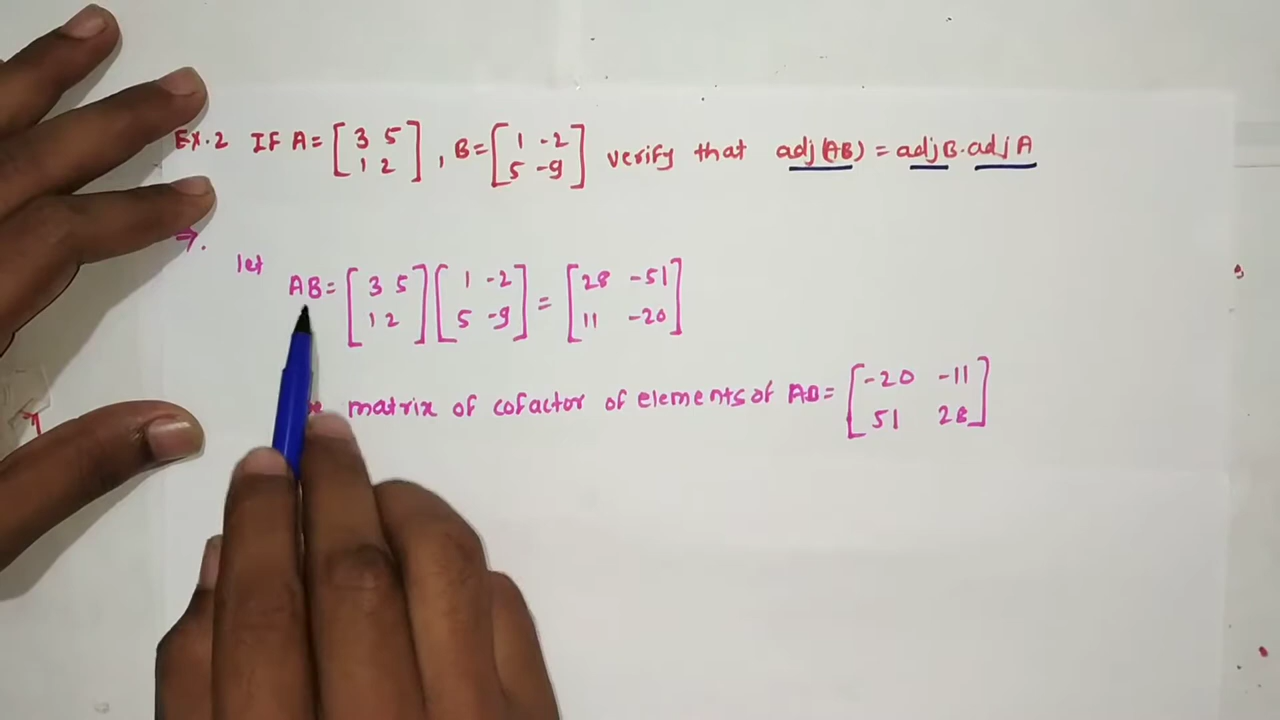 Ex.2 IF A = [ 3 5 1 2 ] , B = [ 1 -2 5 -9 ] verify that adj(AB) = adjB.adjA
→.
let
AB = [ 3 5 1 2 ] [ 1 -2 5 -9 ] = [ 28 -51 11 -20 ]
matrix of cofactor of elements of AB = [ -20 -11 51 28 ]